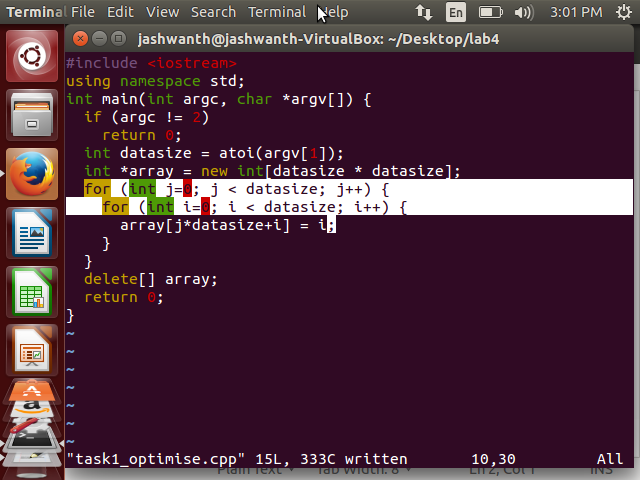 Terminal Terminal File Edit View Search Terminal Help En 3:01 PM
jashwanth@jashwanth-VirtualBox: ~/Desktop/lab4
#include <iostream>
using namespace std;
int main(int argc, char *argv[]) {
  if (argc != 2)
    return 0;
  int datasize = atoi(argv[1]);
  int *array = new int[datasize * datasize];
  for (int j=0; j < datasize; j++) {
    for (int i=0; i < datasize; i++) {
      array[j*datasize+i] = i;
    }
  }
  delete[] array;
  return 0;
}
~
~
~
~
~
~
~
"task1_optimise.cpp" 15L, 333C written 10,30 All
Plain Text Tab Width: 8 Ln 2, Col 1 INS